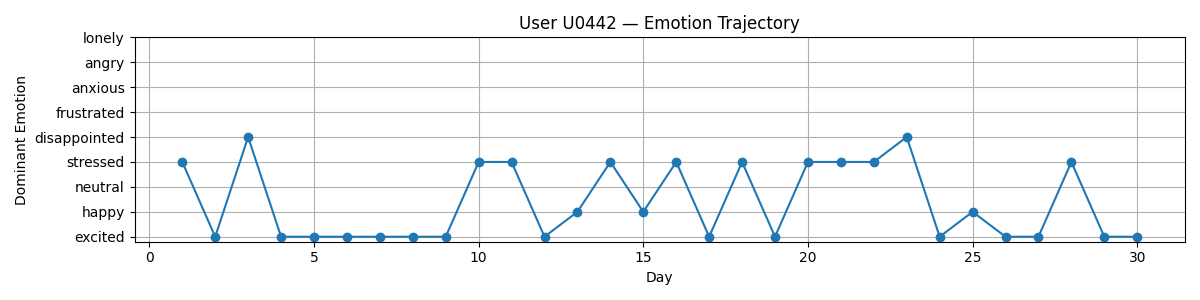 User U0442 — Emotion Trajectory
Dominant Emotion
lonely
angry
anxious
frustrated
disappointed
stressed
neutral
happy
excited
0 5 10 15 20 25 30
Day